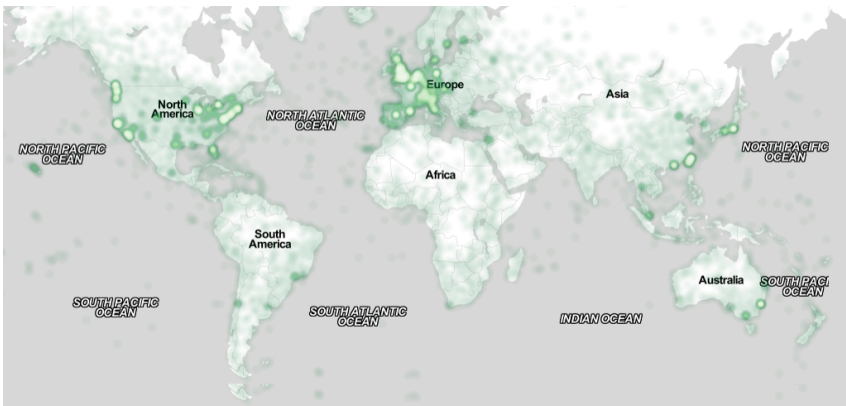 Europe
Asia
North
America
NORTH ATLANTIC
OCEAN
NORTH PACIFIC
OCEAN
NORTH PACIFIC
OCEAN
Africa
South
America
Australia
SOUTH PACI
OCEAN
SOUTH PACIFIC
OCEAN
SOUTH ATLANTIC
OCEAN
INDIAN OCEAN